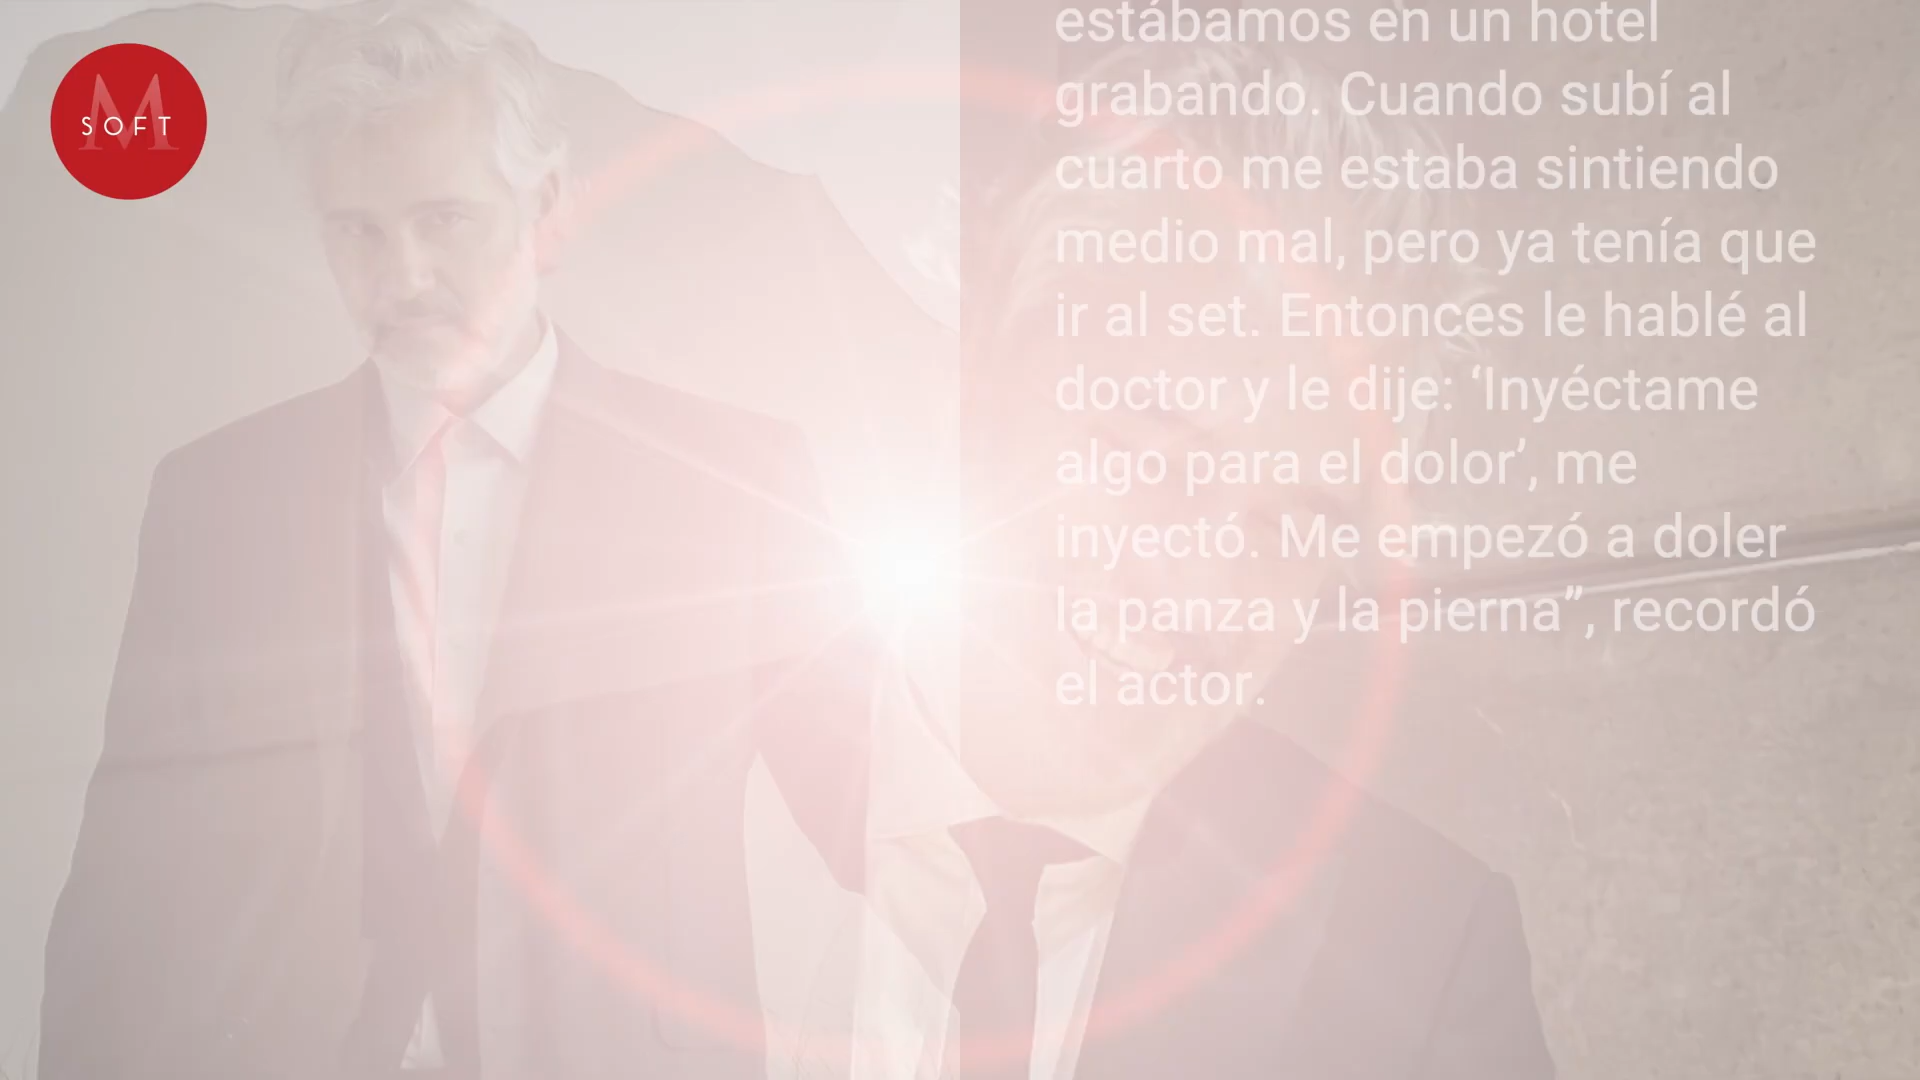 M
SOFT
estábamos en un hotel
grabando. Cuando subí al
cuarto me estaba sintiendo
medio mal, pero ya tenía que
ir al set. Entonces le hablé al
doctor y le dije: ‘Inyéctame
algo para el dolor’, me
inyectó. Me empezó a doler
la panza y la pierna”, recordó
el actor.